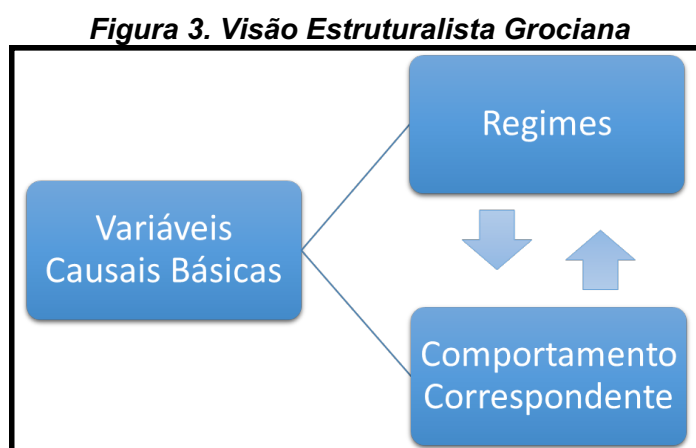 Figura 3. Visão Estruturalista Grociana
Regimes
Variáveis
Causais Básicas
Comportamento
Correspondente